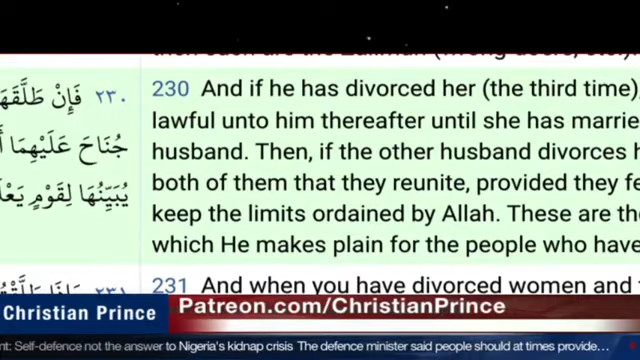 230 And if he has divorced her (the third time),
lawful unto him thereafter until she has marrie
husband. Then, if the other husband divorces h
both of them that they reunite, provided they fe
keep the limits ordained by Allah. These are the
which He makes plain for the people who have
٢٣٠ فَإِنْ طَلَّقَهَا
جُنَاحَ عَلَيْهِمَا أَ
يُبَيِّنُهَا لِقَوْمٍ يَعْلَ
231 And when you have divorced women and t
Christian Prince
Patreon.com/ChristianPrince
nt: Self-defence not the answer to Nigeria's kidnap crisis The defence minister said people should at times provide...